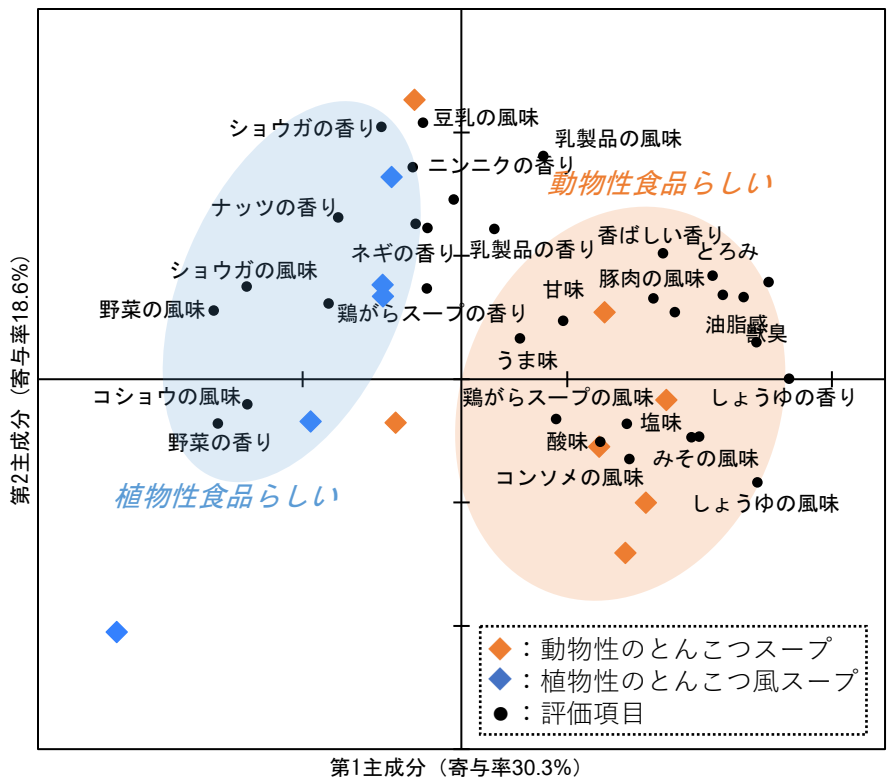 豆乳の風味
ショウガの香り
乳製品の風味
ニンニクの香り
動物性食品らしい
ナッツの香り
香ばしい香り
ネギの香り
乳製品の香り
とろみ
ショウガの風味
豚肉の風味
甘味
野菜の風味
鶏がらスープの香り
油脂感
獣臭
うま味
コショウの風味
鶏がらスープの風味
しょうゆの香り
塩味
野菜の香り
酸味
みその風味
コンソメの風味
植物性食品らしい
しょうゆの風味
第2主成分（寄与率18.6%）
：動物性のとんこつスープ
：植物性のとんこつ風スープ
：評価項目
第1主成分（寄与率30.3%）